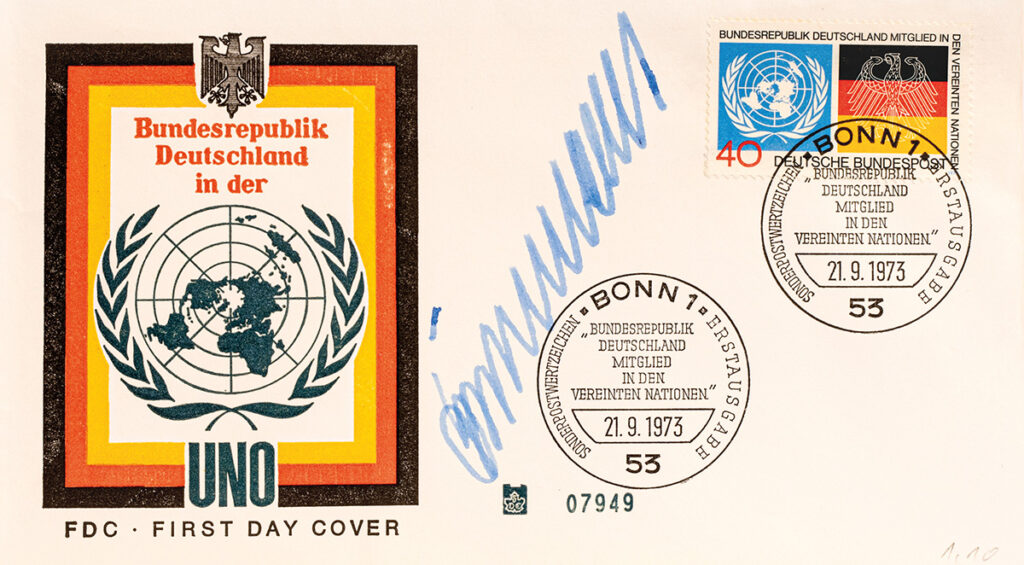 Bundesrepublik
Deutschland
in der
UNO
FDC · FIRST DAY COVER
BUNDESREPUBLIK DEUTSCHLAND MITGLIED IN
DEN VEREINTEN NATIONEN
40 DEUTSCHE BUNDESPOST
BONN 1
ERSTAUSGABE
SONDERPOSTWERTZEICHEN
„BUNDESREPUBLIK
DEUTSCHLAND
MITGLIED
IN DEN
VEREINTEN NATIONEN."
21.9.1973
53
BONN 1
ERSTAUSGABE
SONDERPOSTWERTZEICHEN
„BUNDESREPUBLIK
DEUTSCHLAND
MITGLIED
IN DEN
VEREINTEN NATIONEN."
21.9.1973
53
07949
1,10